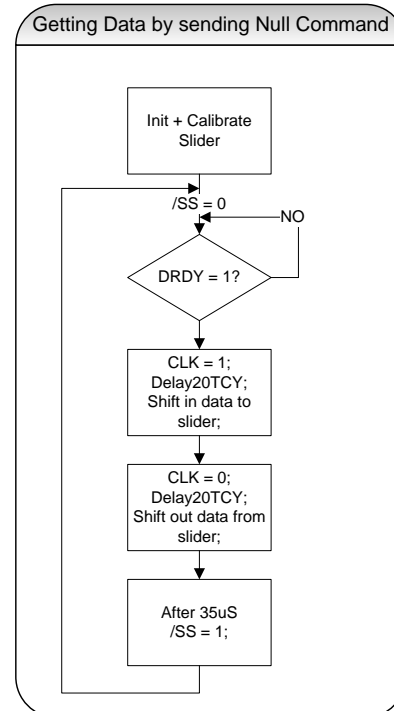 Getting Data by sending Null Command
Init + Calibrate
Slider
/SS = 0
NO
DRDY = 1?
CLK = 1;
Delay20TCY;
Shift in data to
slider;
CLK = 0;
Delay20TCY;
Shift out data from
slider;
After 35uS
/SS = 1;